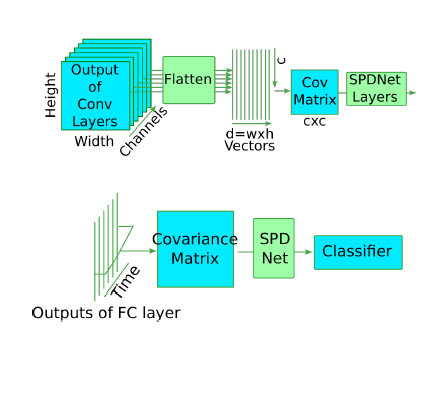 Height
Output
of
Conv
Layers
Width
Channels
Flatten
d=wxh
Vectors
c
Cov
Matrix
cxc
SPDNet
Layers
Time
Outputs of FC layer
Covariance
Matrix
SPD
Net
Classifier